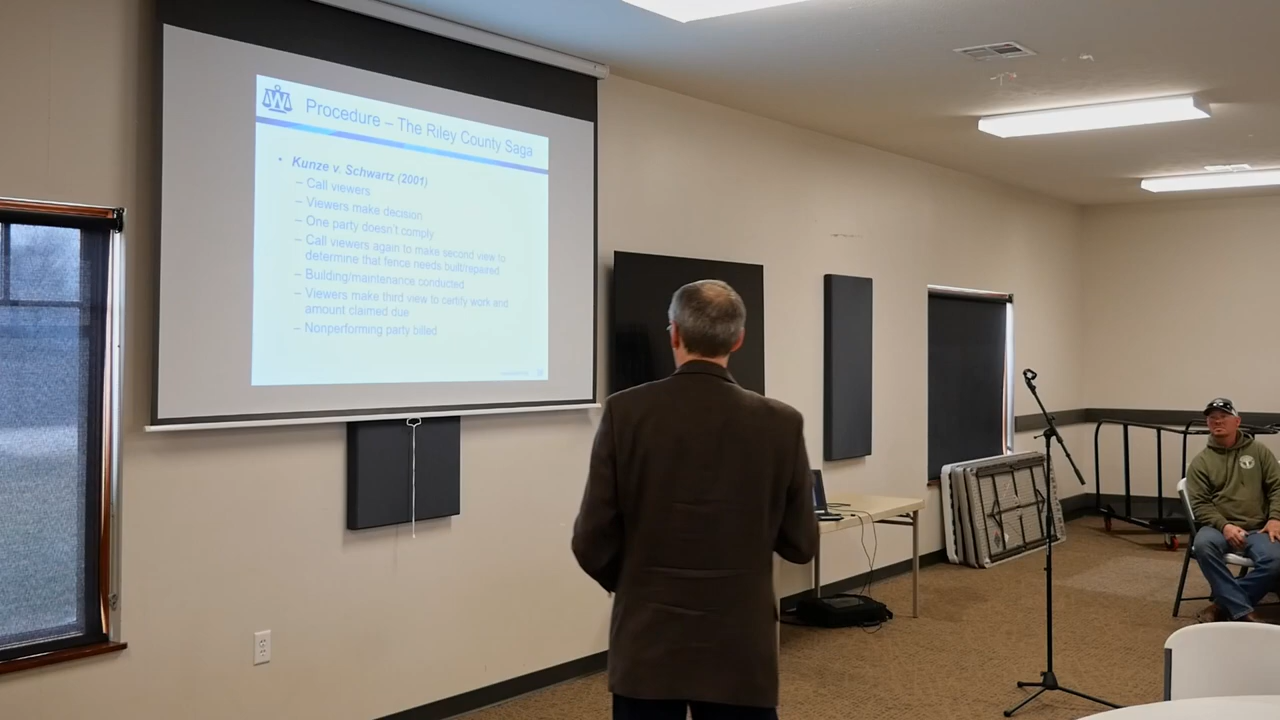 W
Procedure – The Riley County Saga
• Kunze v. Schwartz (2001)
– Call viewers
– Viewers make decision
– One party doesn't comply
– Call viewers again to make second view to
determine that fence needs built/repaired
– Building/maintenance conducted
– Viewers make third view to certify work and
amount claimed due
– Nonperforming party billed